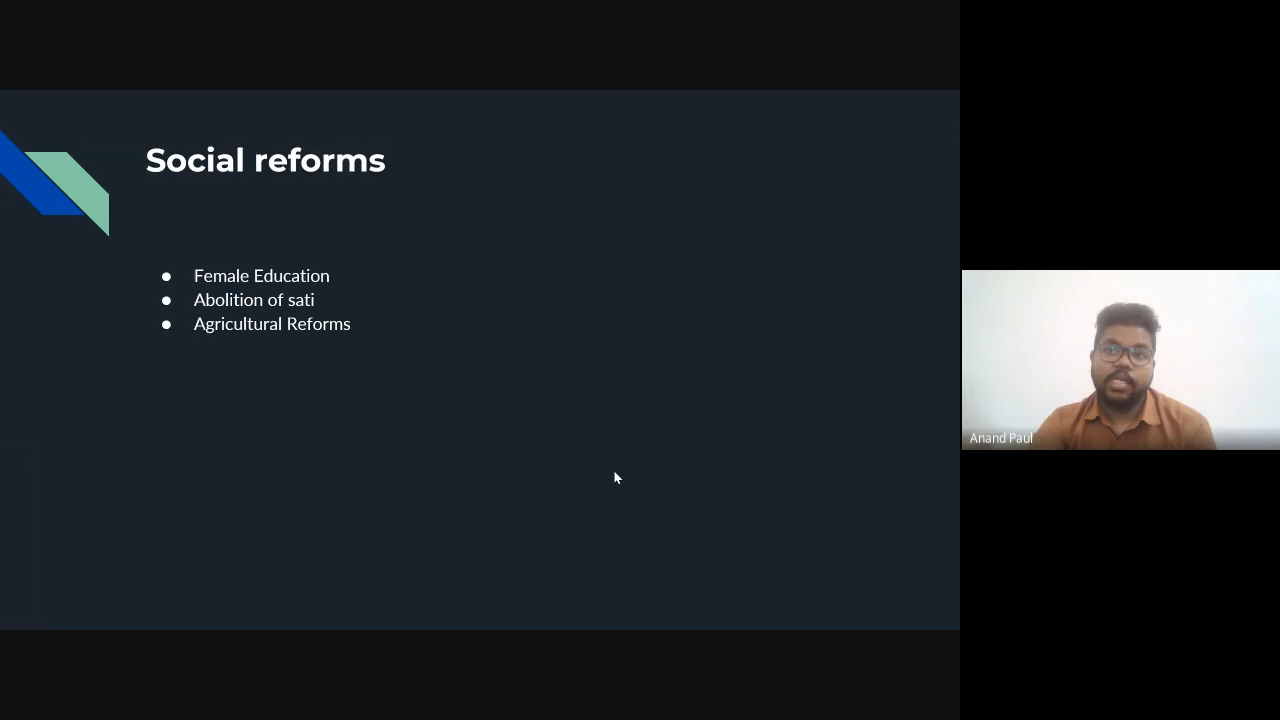 Social reforms
● Female Education
● Abolition of sati
● Agricultural Reforms
Anand Paul